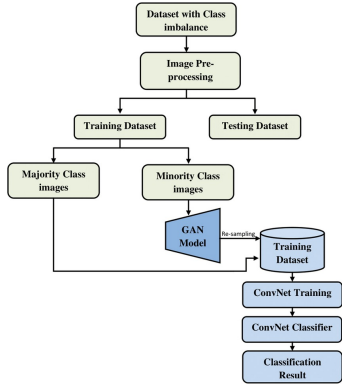 Dataset with Class
imbalance
Image Pre-
processing
Training Dataset
Testing Dataset
Majority Class
images
Minority Class
images
GAN
Model
Re-sampling
Training
Dataset
ConvNet Training
ConvNet Classifier
Classification
Result